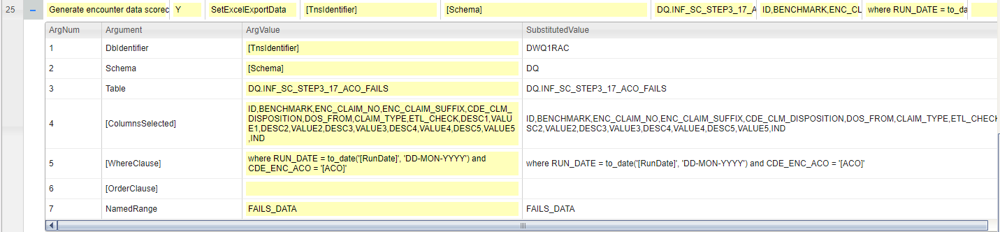 25 − Generate encounter data scorec Y SetExcelExportData [TnsIdentifier] [Schema] DQ.INF_SC_STEP3_17_A ID,BENCHMARK,ENC_CL where RUN_DATE = to_da
ArgNum Argument ArgValue SubstitutedValue
1 DbIdentifier [TnsIdentifier] DWQ1RAC
2 Schema [Schema] DQ
3 Table DQ.INF_SC_STEP3_17_ACO_FAILS DQ.INF_SC_STEP3_17_ACO_FAILS
4 [ColumnsSelected]
ID,BENCHMARK,ENC_CLAIM_NO,ENC_CLAIM_SUFFIX,CDE_CLM_
DISPOSITION,DOS_FROM,CLAIM_TYPE,ETL_CHECK,DESC1,VALU
E1,DESC2,VALUE2,DESC3,VALUE3,DESC4,VALUE4,DESC5,VALUE5
,IND
ID,BENCHMARK,ENC_CLAIM_NO,ENC_CLAIM_SUFFIX,CDE_CLM_DISPOSITION,DOS_FROM,CLAIM_TYPE,ETL_CHECK
SC2,VALUE2,DESC3,VALUE3,DESC4,VALUE4,DESC5,VALUE5,IND
5 [WhereClause]
where RUN_DATE = to_date('[RunDate]', 'DD-MON-YYYY') and
CDE_ENC_ACO = '[ACO]'
where RUN_DATE = to_date('[RunDate]', 'DD-MON-YYYY') and CDE_ENC_ACO = '[ACO]'
6 [OrderClause]
7 NamedRange FAILS_DATA FAILS_DATA